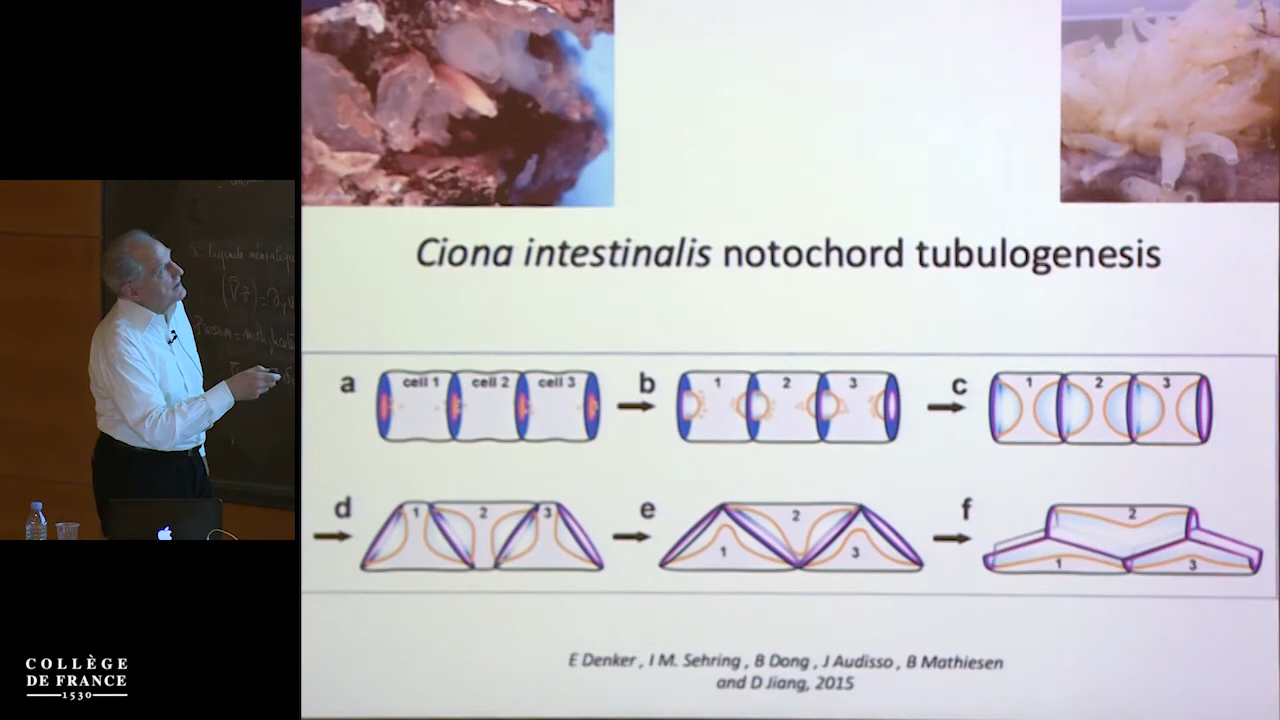 Ciona intestinalis notochord tubulogenesis
a
cell 1
cell 2
cell 3
b
1
2
3
c
1
2
3
d
1
2
3
e
1
2
3
f
1
2
3
E Denker , I M. Sehring , B Dong , J Audisso , B Mathiesen
and D Jiang, 2015
COLLÈGE
DE FRANCE
1530